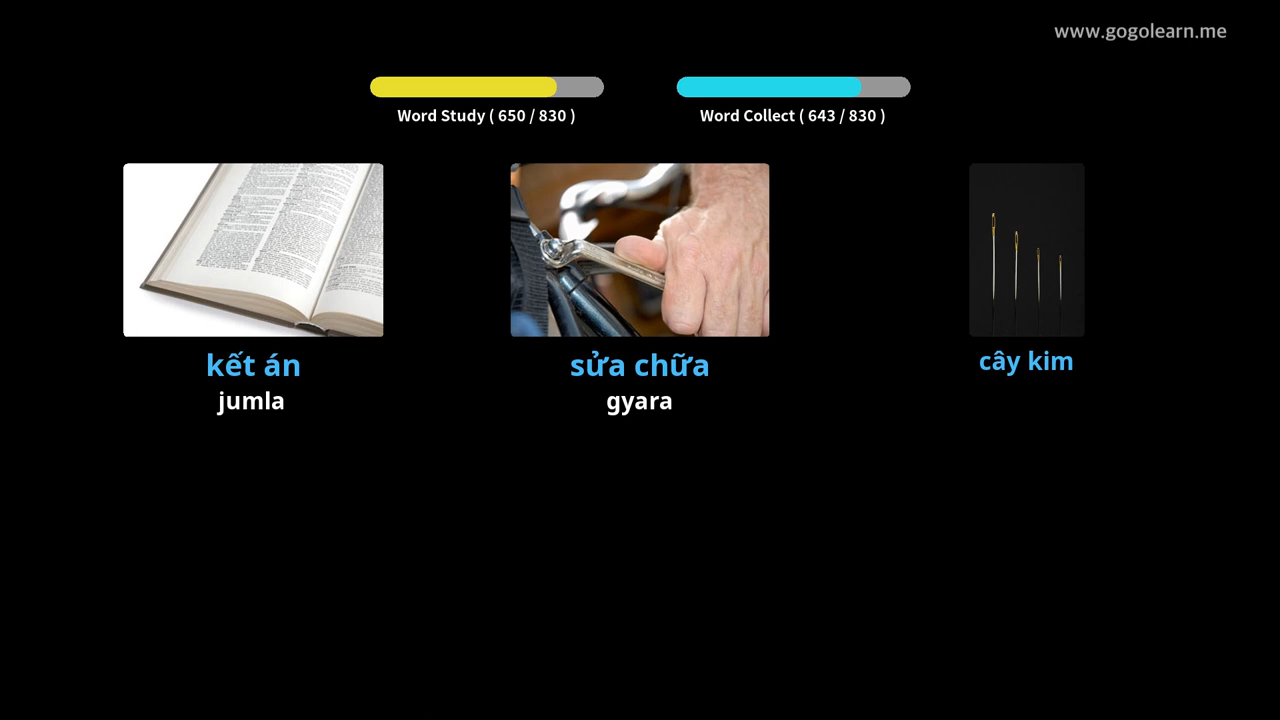 www.gogolearn.me
Word Study ( 650 / 830 )
Word Collect ( 643 / 830 )
kết án
jumla
sửa chữa
gyara
cây kim